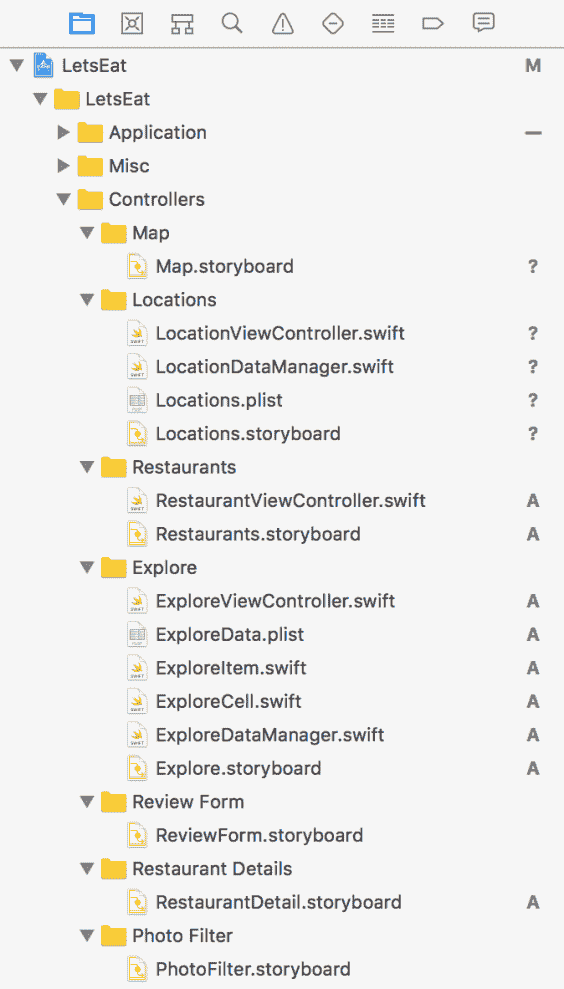 LetsEat M
LetsEat
Application —
Misc
Controllers
Map
Map.storyboard ?
Locations
LocationViewController.swift ?
LocationDataManager.swift ?
Locations.plist ?
Locations.storyboard ?
Restaurants
RestaurantViewController.swift A
Restaurants.storyboard A
Explore
ExploreViewController.swift A
ExploreData.plist A
ExploreItem.swift A
ExploreCell.swift A
ExploreDataManager.swift A
Explore.storyboard A
Review Form
ReviewForm.storyboard
Restaurant Details
RestaurantDetail.storyboard A
Photo Filter
PhotoFilter.storyboard